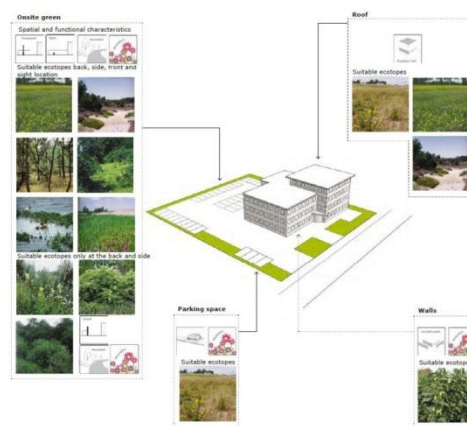 Onsite green
Spatial and functional characteristics
Suitable ecotopes back, side, front and
sight location
Suitable ecotopes only at the back and side
Roof
Suitable ecotopes
Parking space
Suitable ecotopes
Walls
Suitable ecotopes